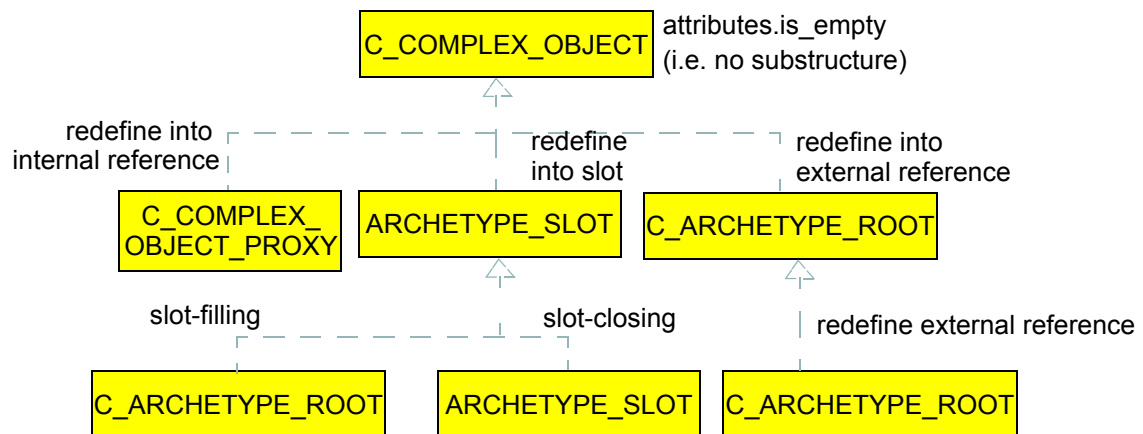 C_COMPLEX_OBJECT
attributes.is_empty
(i.e. no substructure)
redefine into
internal reference
redefine
into slot
redefine into
external reference
C_COMPLEX_
OBJECT_PROXY
ARCHETYPE_SLOT
C_ARCHETYPE_ROOT
slot-filling
slot-closing
redefine external reference
C_ARCHETYPE_ROOT
ARCHETYPE_SLOT
C_ARCHETYPE_ROOT